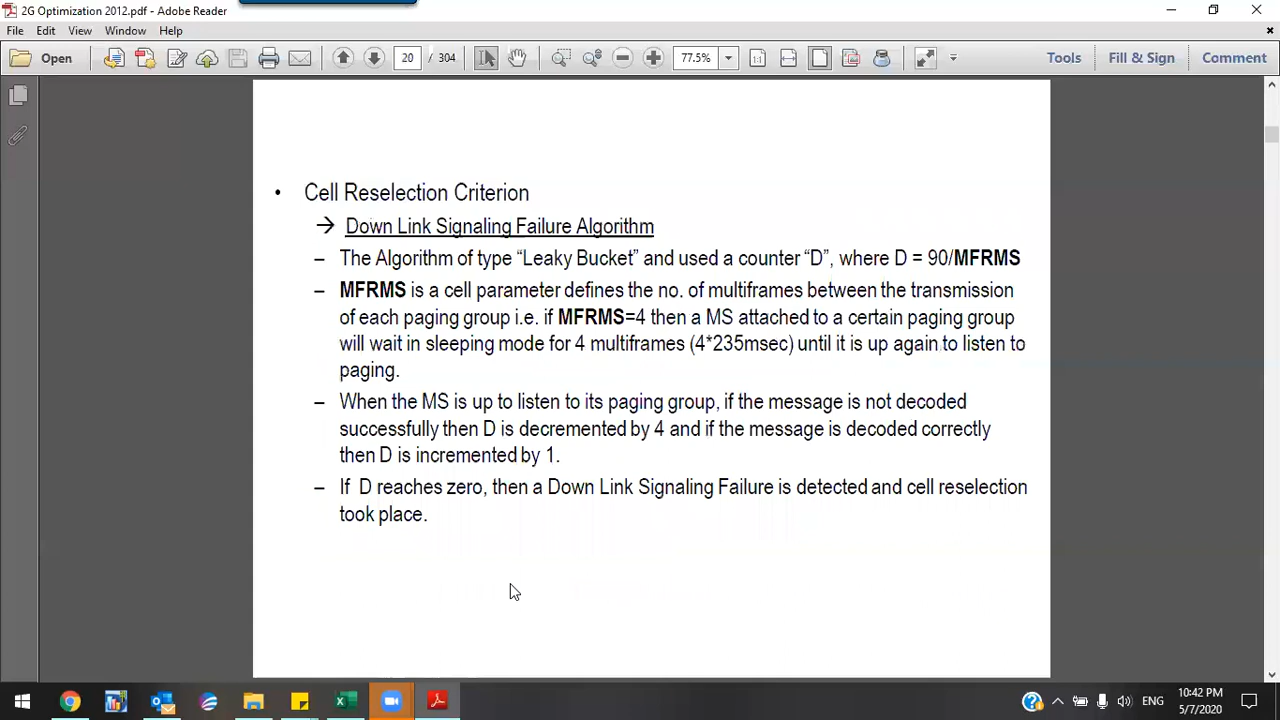 2G Optimization 2012.pdf - Adobe Reader
File Edit View Window Help
Open 20 / 304 77.5% Tools Fill & Sign Comment
• Cell Reselection Criterion
→ Down Link Signaling Failure Algorithm
– The Algorithm of type “Leaky Bucket” and used a counter “D”, where D = 90/MFRMS
– MFRMS is a cell parameter defines the no. of multiframes between the transmission
of each paging group i.e. if MFRMS=4 then a MS attached to a certain paging group
will wait in sleeping mode for 4 multiframes (4*235msec) until it is up again to listen to
paging.
– When the MS is up to listen to its paging group, if the message is not decoded
successfully then D is decremented by 4 and if the message is decoded correctly
then D is incremented by 1.
– If D reaches zero, then a Down Link Signaling Failure is detected and cell reselection
took place.
ENG
10:42 PM
5/7/2020